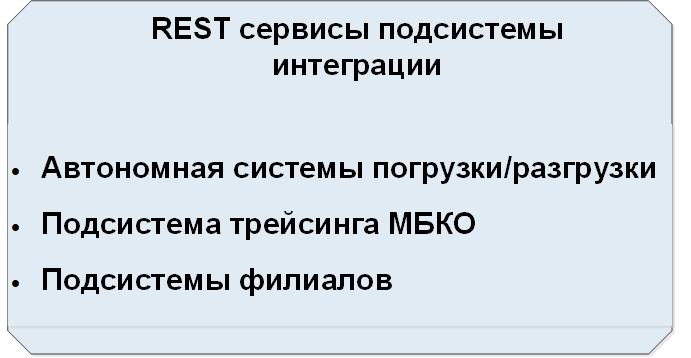 REST сервисы подсистемы
интеграции
• Автономная системы погрузки/разгрузки
• Подсистема трейсинга МБКО
• Подсистемы филиалов